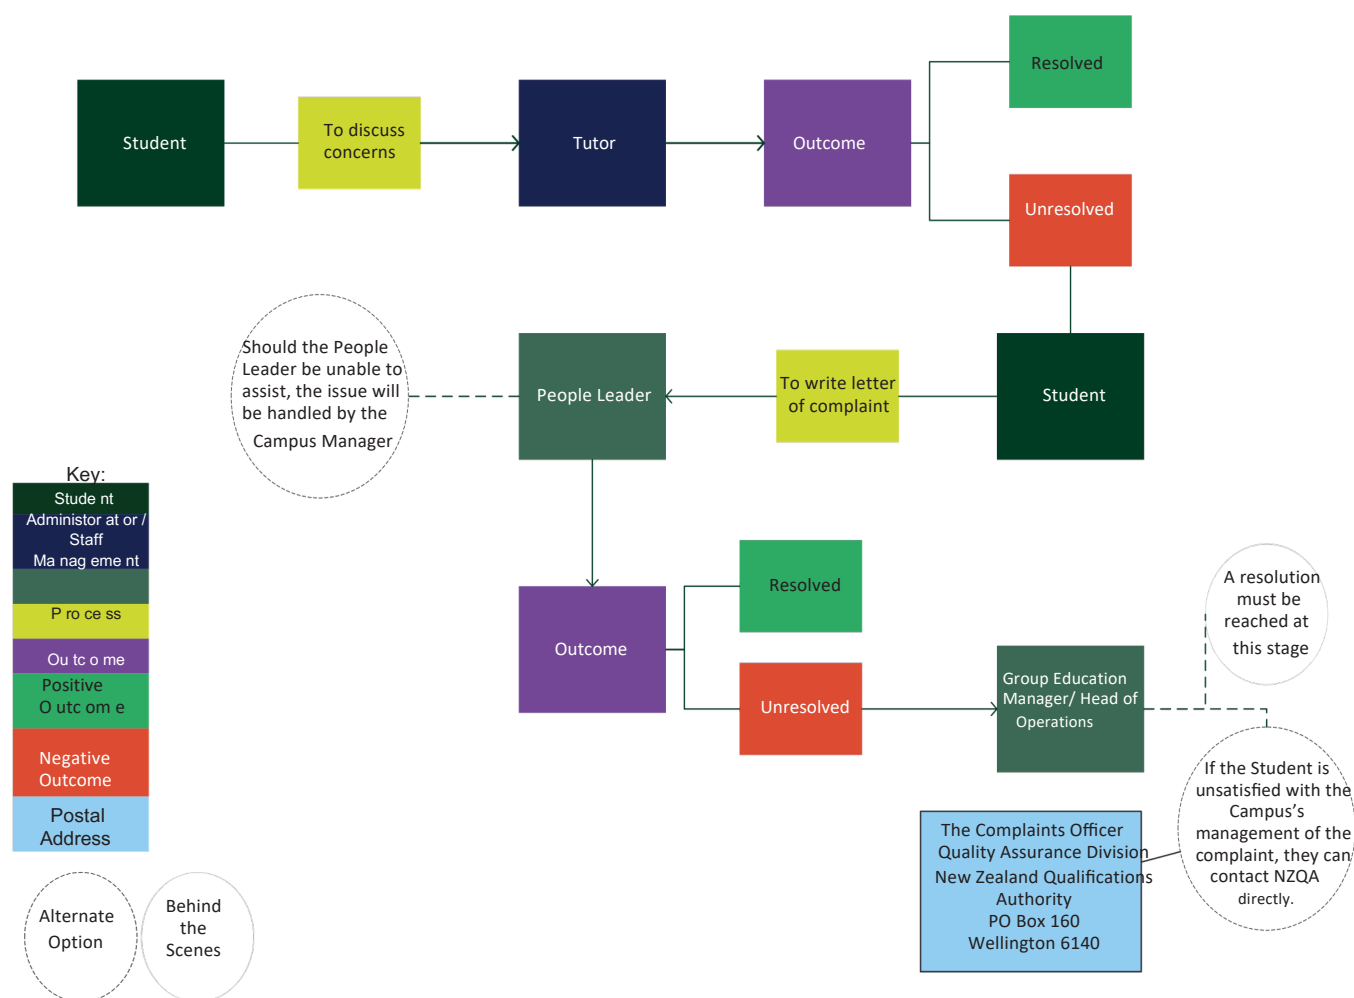 Student
To discuss
concerns
Tutor
Outcome
Resolved
Unresolved
Should the People
Leader be unable to
assist, the issue will
be handled by the
Campus Manager
People Leader
To write letter
of complaint
Student
Key:
Stude nt
Administor at or /
Staff
Ma nag eme nt
P ro ce ss
Ou tc o me
Positive
O utc om e
Negative
Outcome
Postal
Address
Alternate
Option
Behind
the
Scenes
Outcome
Resolved
Unresolved
Group Education
Manager/ Head of
Operations
A resolution
must be
reached at
this stage
If the Student is
unsatisfied with the
Campus’s
management of the
complaint, they can
contact NZQA
directly.
The Complaints Officer
Quality Assurance Division
New Zealand Qualifications
Authority
PO Box 160
Wellington 6140